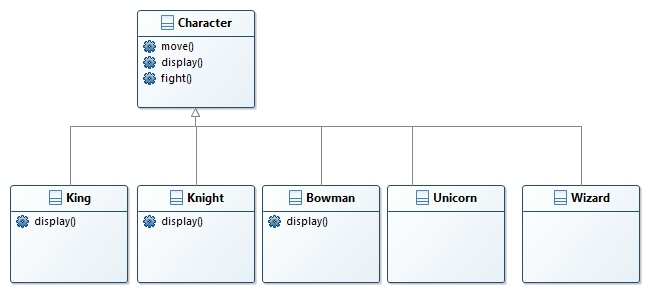 Character
move()
display()
fight()
King
display()
Knight
display()
Bowman
display()
Unicorn
Wizard